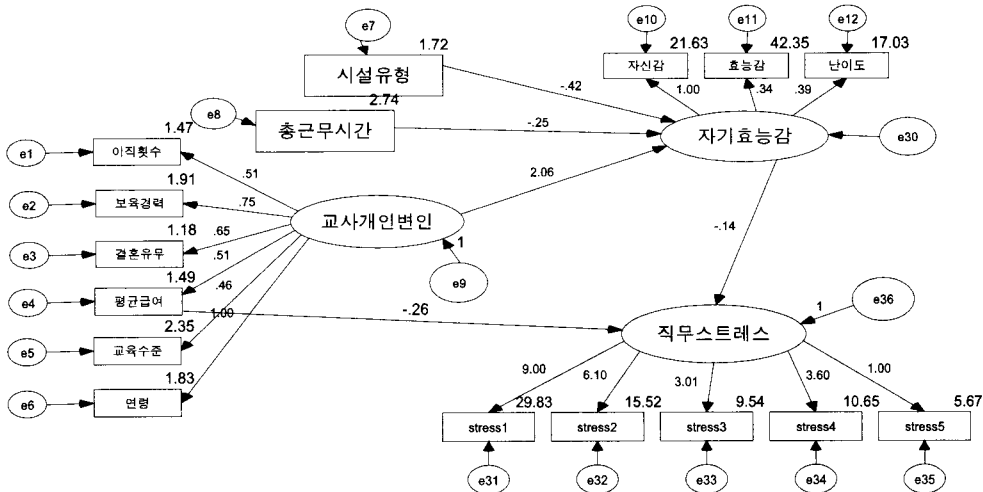 e7
1.72
시설유형
e8
2.74
총근무시간
e10
e11
e12
21.63
42.35
17.03
자신감
효능감
난이도
1.00
.34
.39
-.42
-.25
자기효능감
e30
2.06
1.47
e1
이직횟수
.51
1.91
e2
보육경력
.75
교사개인변인
1
e9
1.18
.65
e3
결혼유무
.51
1.49
.46
e4
평균급여
1.00
-.26
2.35
e5
교육수준
1.83
e6
연령
-.14
직무스트레스
1
e36
9.00
6.10
3.01
3.60
1.00
29.83
15.52
9.54
10.65
5.67
stress1
stress2
stress3
stress4
stress5
e31
e32
e33
e34
e35